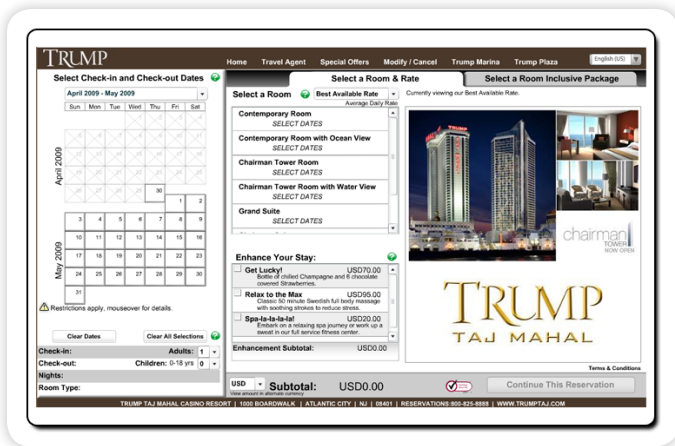 TRUMP
Home Travel Agent Special Offers Modify / Cancel Trump Marina Trump Plaza English (US)
Select Check-in and Check-out Dates
Select a Room & Rate
Select a Room Inclusive Package
April 2009 - May 2009
Select a Room
Best Available Rate
Currently viewing our Best Available Rate.
Average Daily Rate
Sun Mon Tue Wed Thu Fri Sat
April 2009
30
1 2
May 2009
3 4 5 6 7 8 9
10 11 12 13 14 15 16
17 18 19 20 21 22 23
24 25 26 27 28 29 30
31
Restrictions apply, mouseover for details.
Clear Dates
Clear All Selections
Check-in: Adults: 1
Check-out: Children: 0-18 yrs 0
Nights:
Room Type:
Contemporary Room
SELECT DATES
Contemporary Room with Ocean View
SELECT DATES
Chairman Tower Room
SELECT DATES
Chairman Tower Room with Water View
SELECT DATES
Grand Suite
SELECT DATES
Enhance Your Stay:
Get Lucky! USD70.00
Bottle of chilled Champagne and 6 chocolate
covered Strawberries.
Relax to the Max USD95.00
Classic 50 minute Swedish full body massage
with soothing strokes to reduce stress.
Spa-la-la-la-la! USD20.00
Embark on a relaxing spa journey or work up a
sweat in our full service fitness center.
Enhancement Subtotal: USD0.00
TRUMP
chairman
TOWER
NOW OPEN
TRUMP
TAJ MAHAL
Terms & Conditions
USD
Subtotal: USD0.00
View amount in alternate currency
Continue This Reservation
TRUMP TAJ MAHAL CASINO RESORT | 1000 BOARDWALK | ATLANTIC CITY | NJ | 08401 | RESERVATIONS:800-825-8888 | WWW.TRUMPTAJ.COM